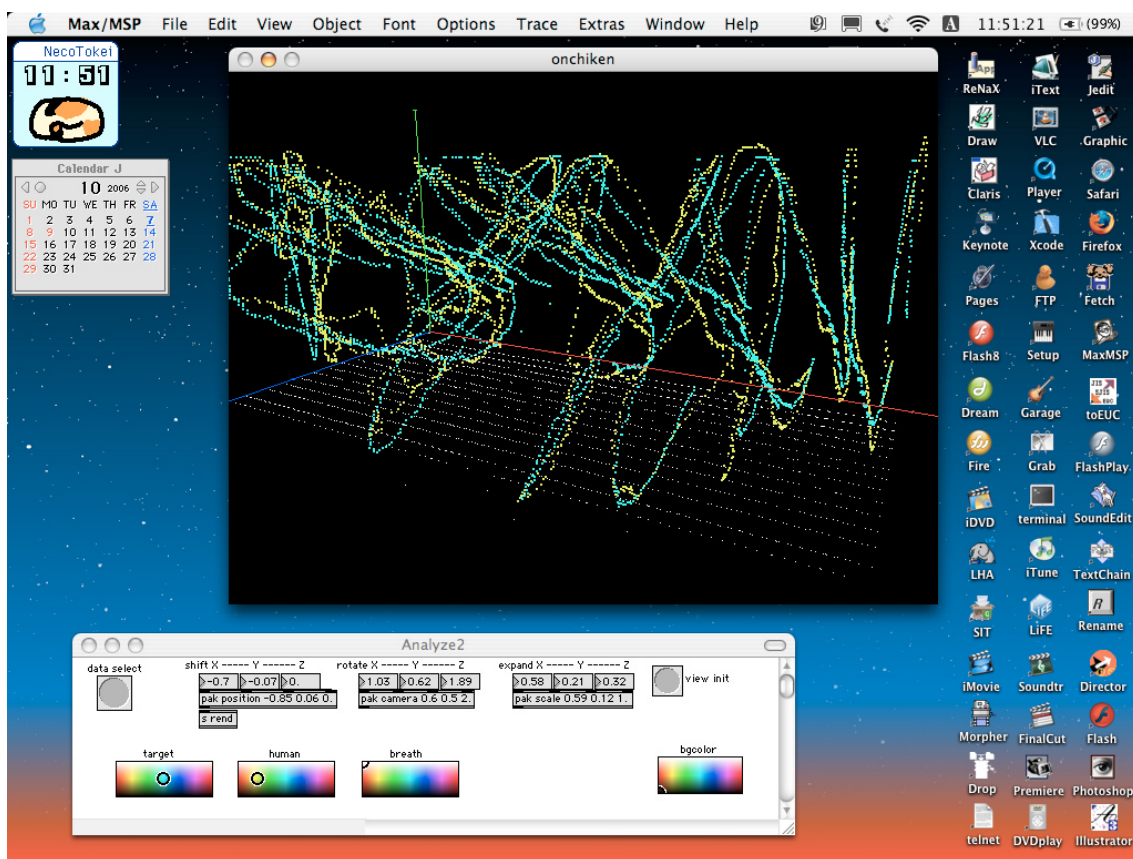 Max/MSP File Edit View Object Font Options Trace Extras Window Help 11:51:21 (99%)
NecoTokei
11:51
Calendar J
10 2006
SU MO TU WE TH FR SA
1 2 3 4 5 6 7
8 9 10 11 12 13 14
15 16 17 18 19 20 21
22 23 24 25 26 27 28
29 30 31
onchiken
ReNaX iText Jedit
Draw VLC Graphic
Claris Player Safari
Keynote Xcode Firefox
Pages FTP Fetch
Flash8 Setup MaxMSP
Dream Garage toEUC
Fire Grab FlashPlay
iDVD terminal SoundEdit
LHA iTune TextChain
SIT LiFE Rename
iMovie Soundtr Director
Morpher FinalCut Flash
Drop Premiere Photoshop
telnet DVDplay Illustrator
Analyze2
data select
shift X ----- Y ----- Z
-0.7 -0.07 0.
pak position -0.85 0.06 0.
s rend
rotate X ----- Y ----- Z
1.03 0.62 1.89
pak camera 0.6 0.5 2.
expand X ----- Y ----- Z
0.58 0.21 0.32
pak scale 0.59 0.12 1.
view init
target
human
breath
bgcolor